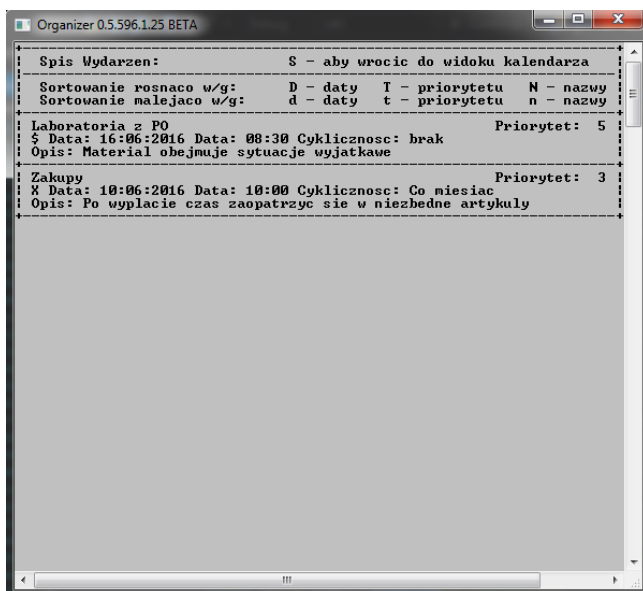 Organizer 0.5.596.1.25 BETA
Spis Wydarzen: S - aby wrocic do widoku kalendarza
Sortowanie rosnaco w/g: D - daty T - priorytetu N - nazwy
Sortowanie malejaco w/g: d - daty t - priorytetu n - nazwy
Laboratoria z PO Priorytet: 5
$ Data: 16:06:2016 Data: 08:30 Cyklicznosc: brak
Opis: Material obejmuje sytuacje wyjatkawe
Zakupy Priorytet: 3
X Data: 10:06:2016 Data: 10:00 Cyklicznosc: Co miesiac
Opis: Po wyplacie czas zaopatrzyc sie w niezbedne artykuly